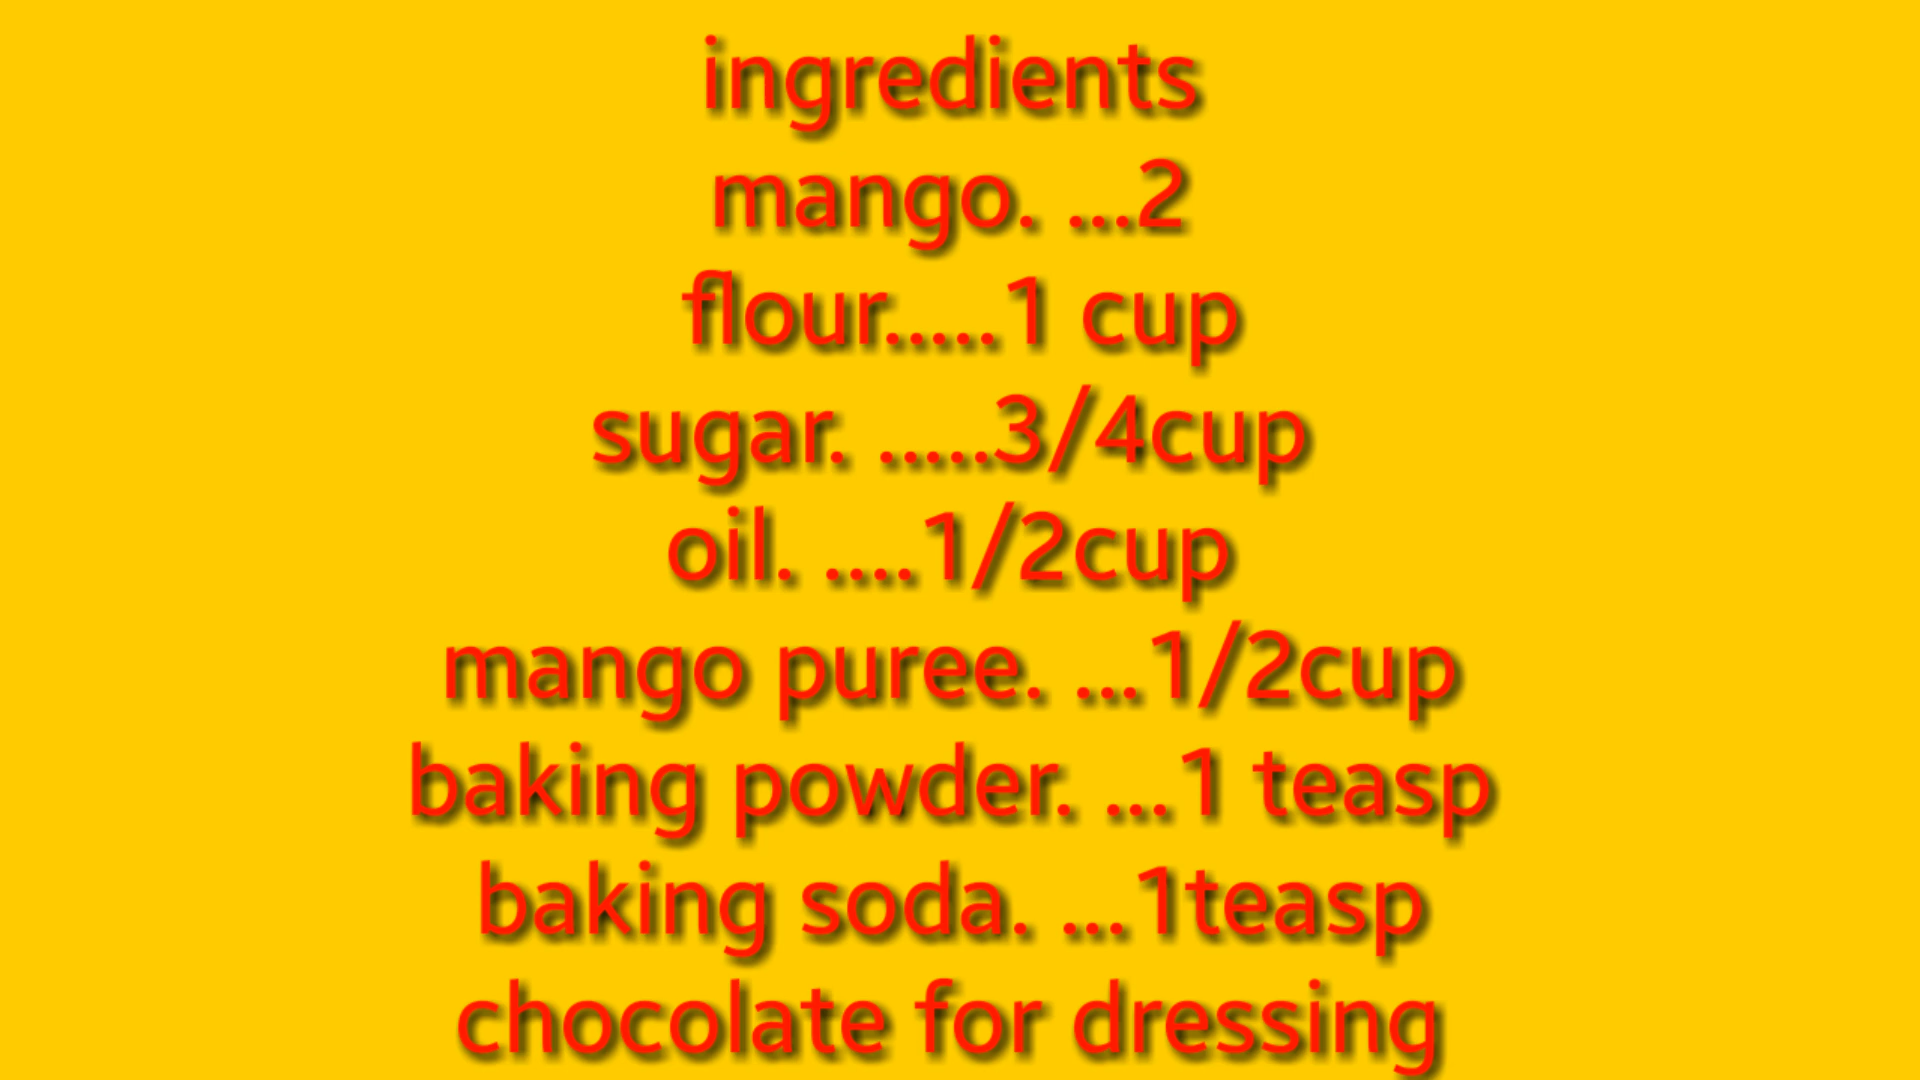 ingredients
mango. ...2
flour.....1 cup
sugar. .....3/4cup
oil. ....1/2cup
mango puree. ...1/2cup
baking powder. ...1 teasp
baking soda. ...1teasp
chocolate for dressing